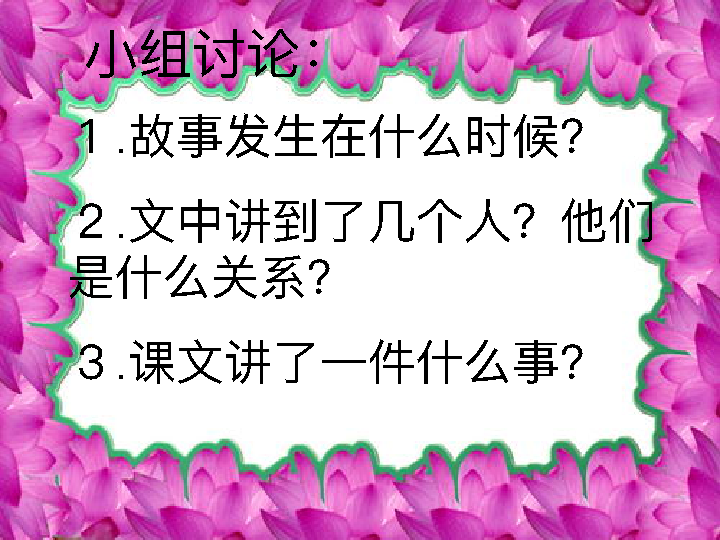 小组讨论：
１.故事发生在什么时候？
２.文中讲到了几个人？他们
是什么关系？
３.课文讲了一件什么事？